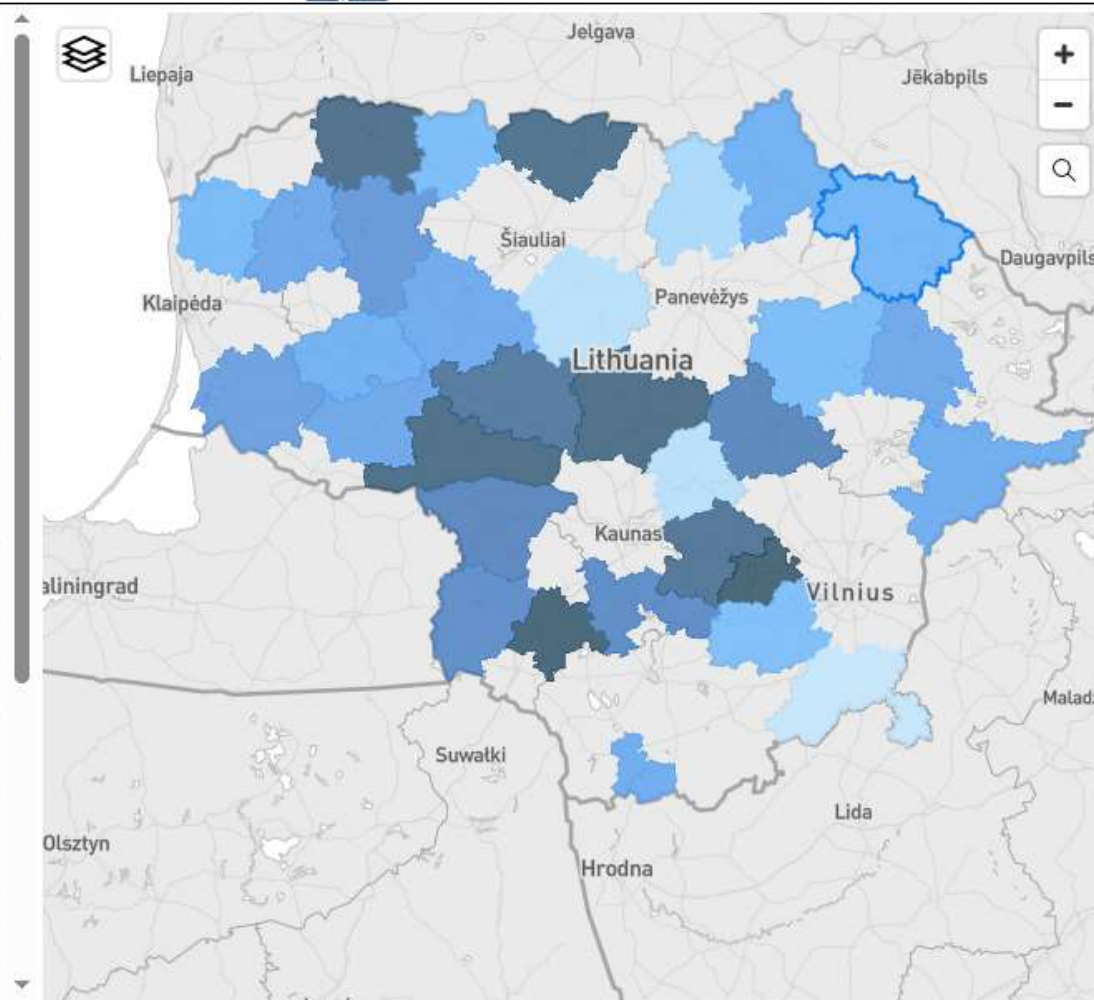 Jelgava
Liepaja
Jēkabpils
Šiauliai
Daugavpils
Klaipėda
Panevėžys
Lithuania
Kaunas
aliningrad
Vilnius
Malad
Suwałki
Lida
Olsztyn
Hrodna